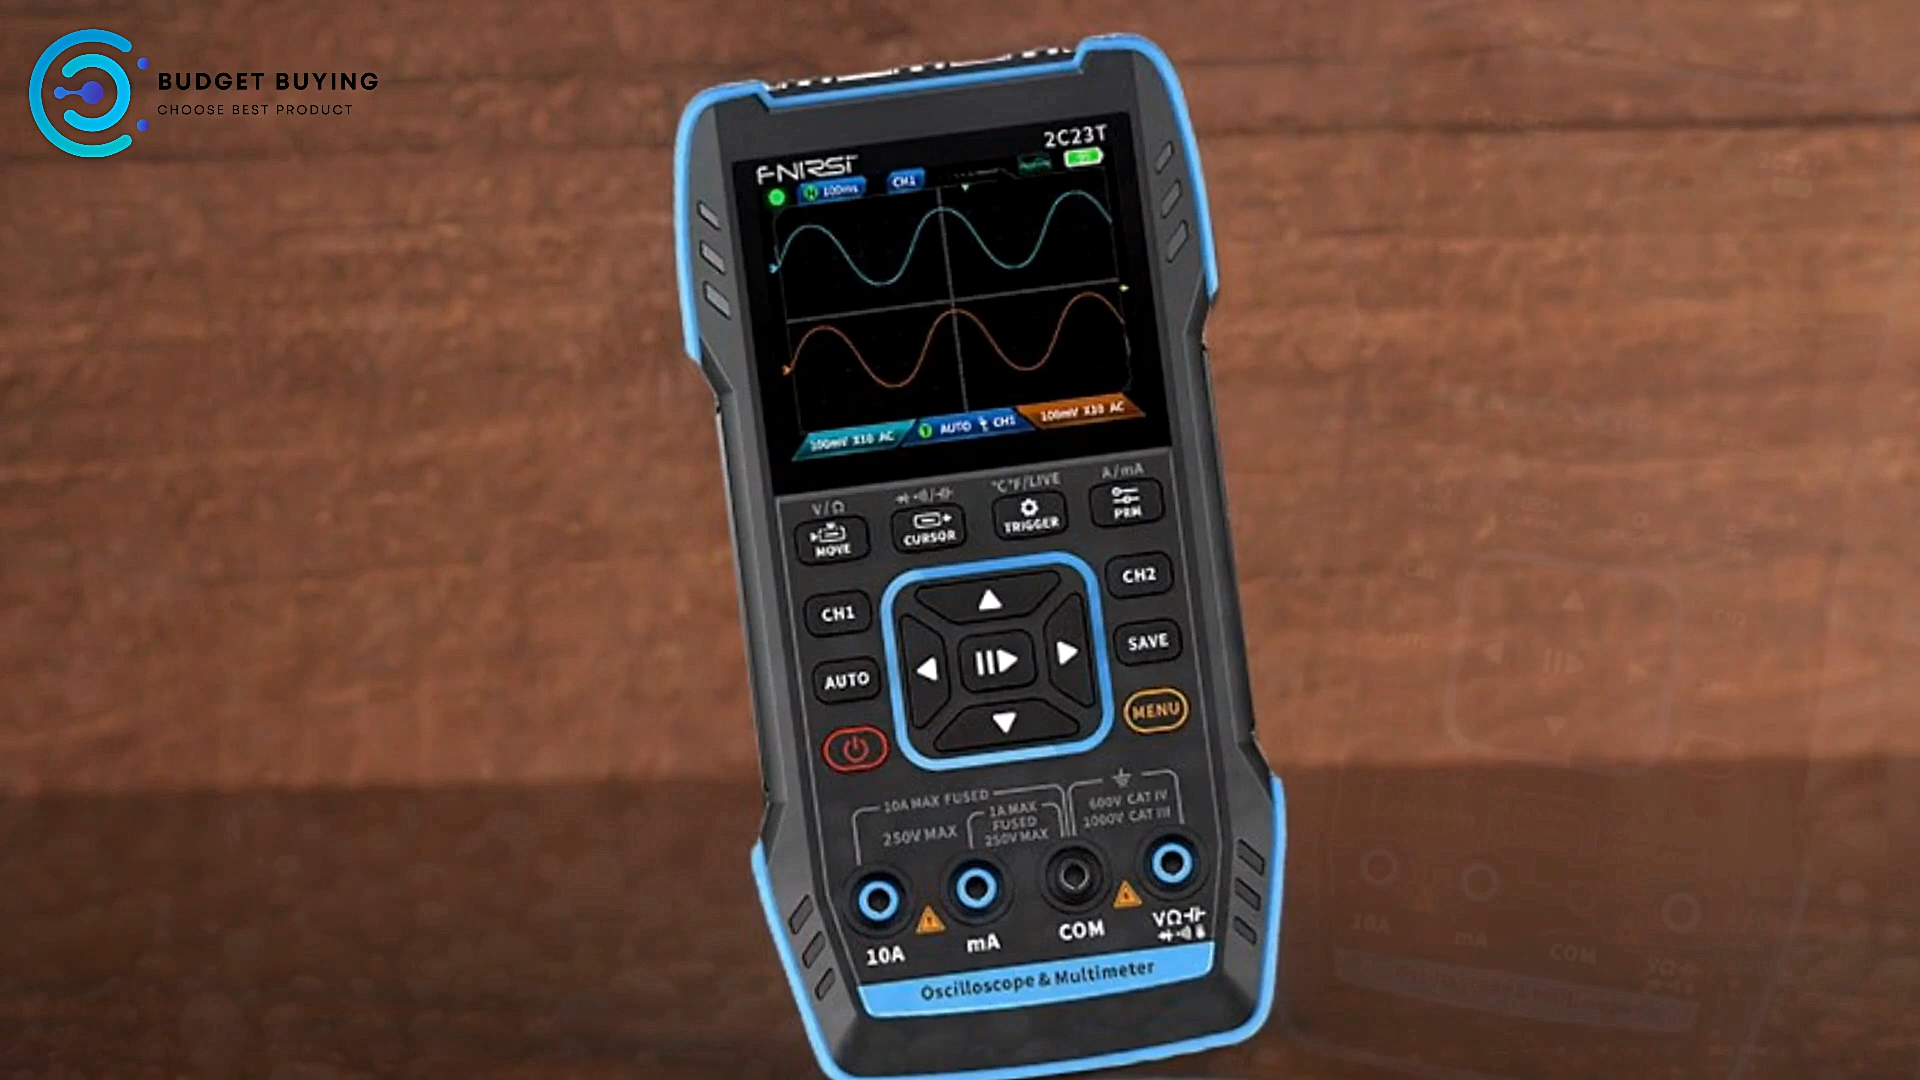 BUDGET BUYING
CHOOSE BEST PRODUCT
2C23T
FNIRSI
100ms
CH1
100mV X10 AC
AUTO
CH1
100mV X10 AC
V/Ω
°C°F/LIVE
A/mA
MOVE
CURSOR
TRIGGER
PRM
CH1
CH2
AUTO
SAVE
MENU
10A MAX FUSED
250V MAX
1A MAX
FUSED
250V MAX
600V CAT IV
1000V CAT III
10A
mA
COM
VΩ
Oscilloscope & Multimeter